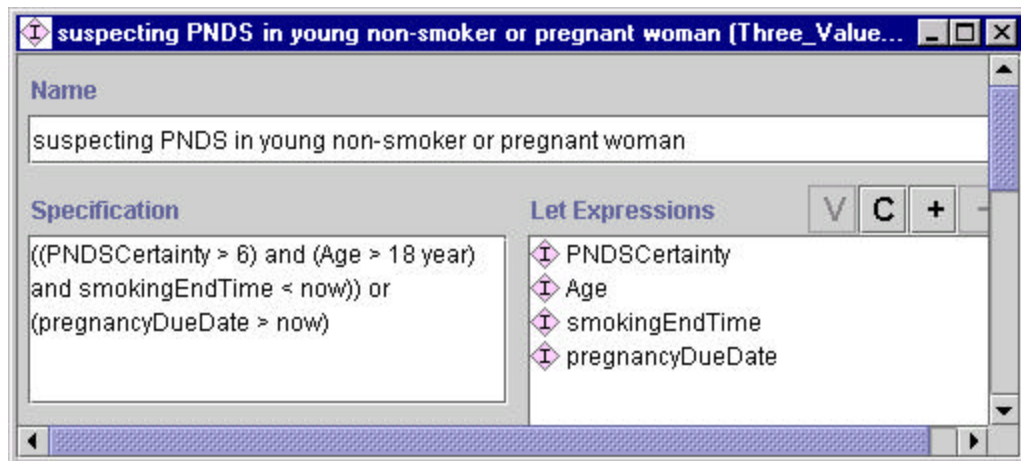 suspecting PNDS in young non-smoker or pregnant woman (Three_Value...
Name
suspecting PNDS in young non-smoker or pregnant woman
Specification
Let Expressions
V C + -
((PNDSCertainty > 6) and (Age > 18 year)
and smokingEndTime < now)) or
(pregnancyDueDate > now)
PNDSCertainty
Age
smokingEndTime
pregnancyDueDate